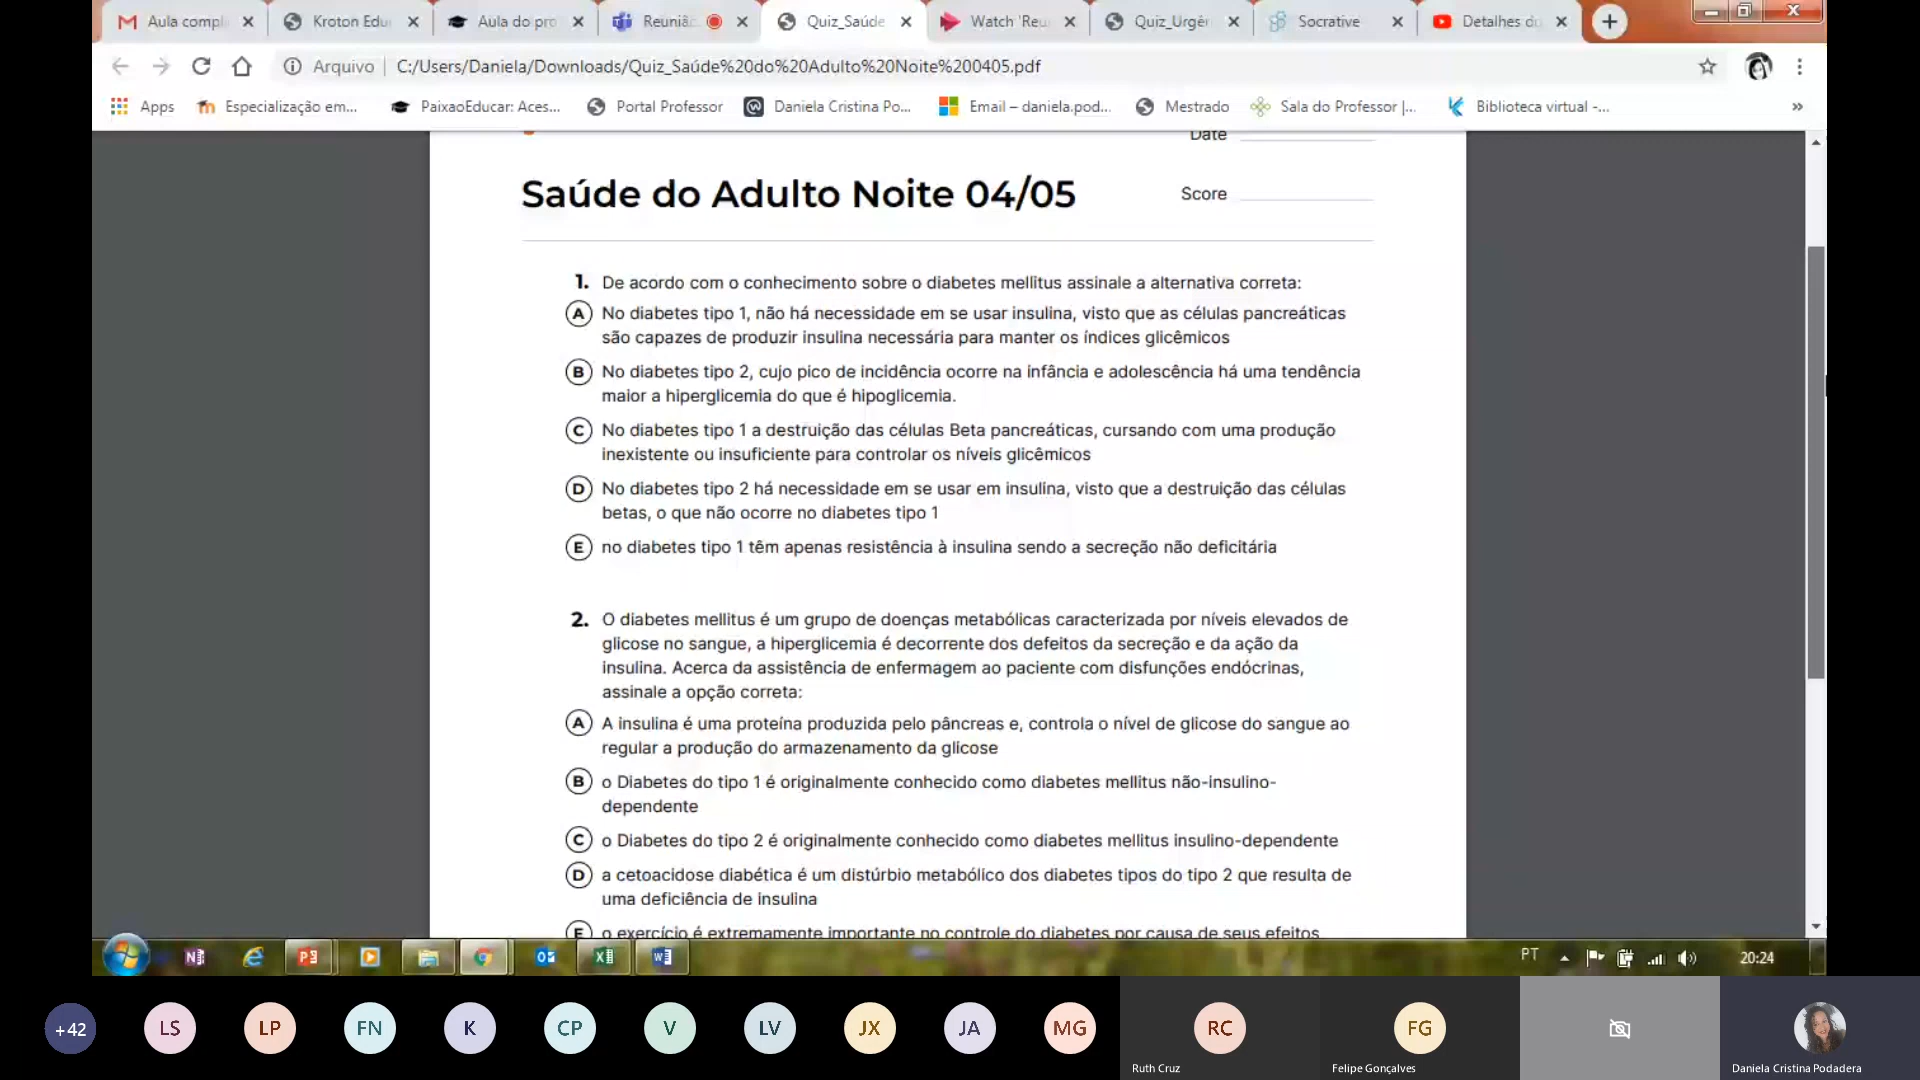 Aula compl
Kroton Edu
Aula do pro
Reuniã
Quiz_Saúde
Watch 'Reu
Quiz_Urgê
Socrative
Detalhes d
Arquivo
C:/Users/Daniela/Downloads/Quiz_Saúde%20do%20Adulto%20Noite%200405.pdf
Apps
Especialização em...
PaixaoEducar: Aces...
Portal Professor
Daniela Cristina Po...
Email – daniela.pod...
Mestrado
Sala do Professor |...
Biblioteca virtual -...
»
Date
Saúde do Adulto Noite 04/05
Score
1. De acordo com o conhecimento sobre o diabetes mellitus assinale a alternativa correta:
A No diabetes tipo 1, não há necessidade em se usar insulina, visto que as células pancreáticas
são capazes de produzir insulina necessária para manter os índices glicêmicos
B No diabetes tipo 2, cujo pico de incidência ocorre na infância e adolescência há uma tendência
maior a hiperglicemia do que é hipoglicemia.
C No diabetes tipo 1 a destruição das células Beta pancreáticas, cursando com uma produção
inexistente ou insuficiente para controlar os níveis glicêmicos
D No diabetes tipo 2 há necessidade em se usar em insulina, visto que a destruição das células
betas, o que não ocorre no diabetes tipo 1
E no diabetes tipo 1 têm apenas resistência à insulina sendo a secreção não deficitária
2. O diabetes mellitus é um grupo de doenças metabólicas caracterizada por níveis elevados de
glicose no sangue, a hiperglicemia é decorrente dos defeitos da secreção e da ação da
insulina. Acerca da assistência de enfermagem ao paciente com disfunções endócrinas,
assinale a opção correta:
A A insulina é uma proteína produzida pelo pâncreas e, controla o nível de glicose do sangue ao
regular a produção do armazenamento da glicose
B o Diabetes do tipo 1 é originalmente conhecido como diabetes mellitus não-insulino-
dependente
C o Diabetes do tipo 2 é originalmente conhecido como diabetes mellitus insulino-dependente
D a cetoacidose diabética é um distúrbio metabólico dos diabetes tipos do tipo 2 que resulta de
uma deficiência de insulina
E o exercício é extremamente importante no controle do diabetes por causa de seus efeitos
PT
20:24
+42
LS
LP
FN
K
CP
V
LV
JX
JA
MG
RC
FG
Ruth Cruz
Felipe Gonçalves
Daniela Cristina Podadera